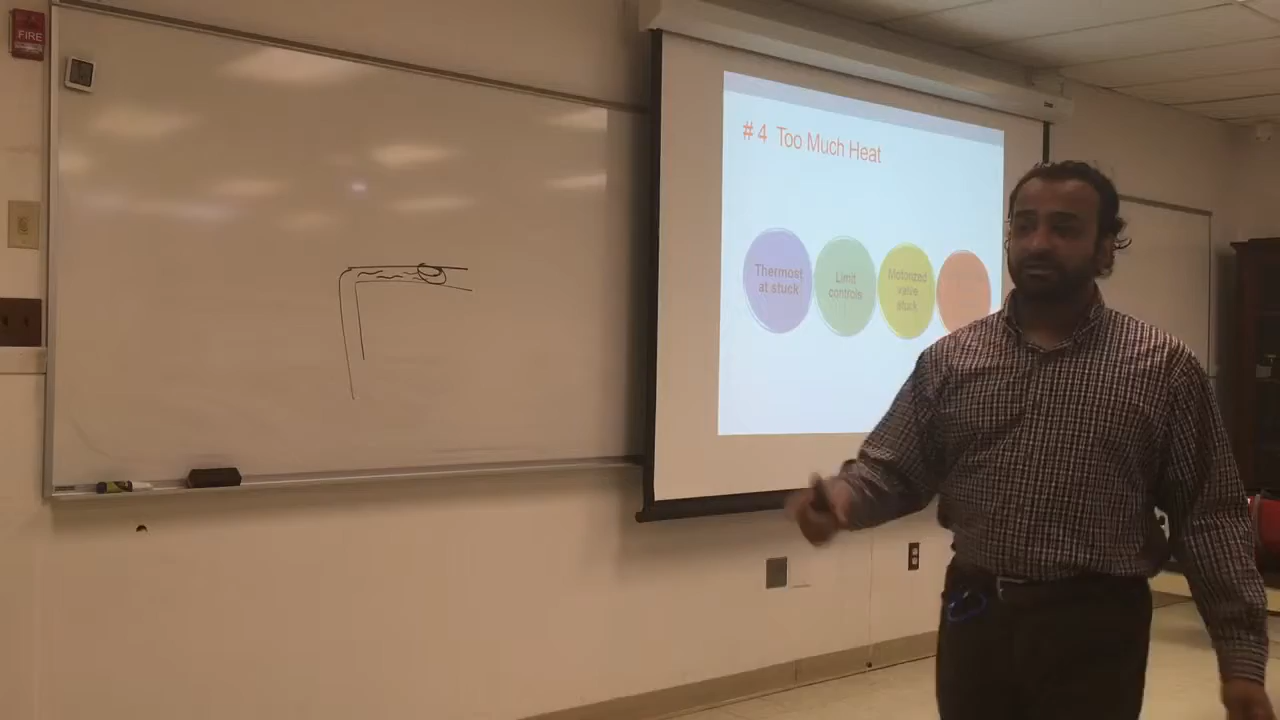 FIRE
# 4 Too Much Heat
Thermost
at stuck
Limit
controls
Motorized
valve
stuck